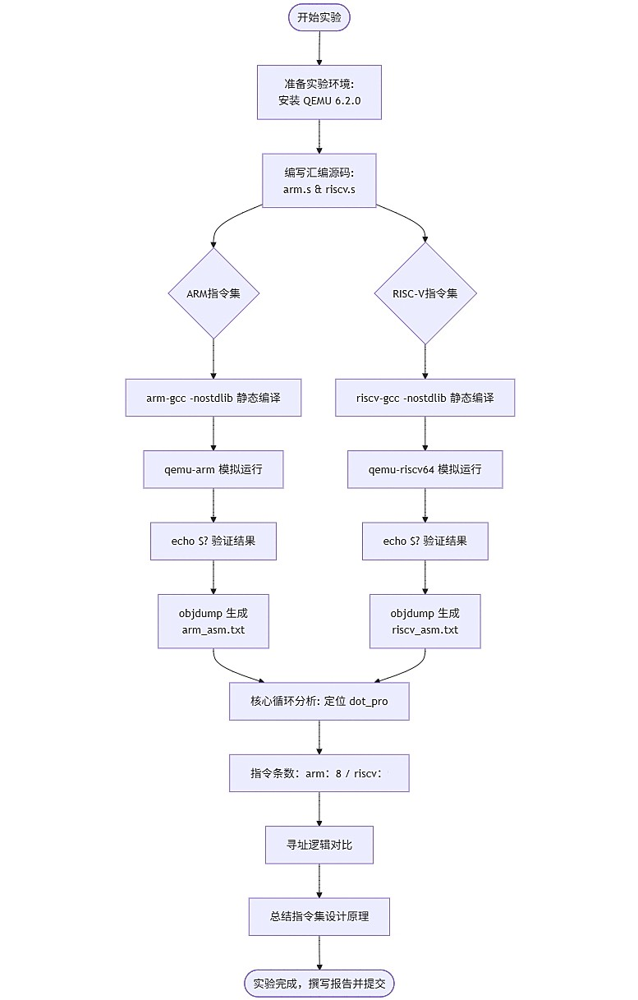 开始实验
准备实验环境:
安装 QEMU 6.2.0
编写汇编源码:
arm.s & riscv.s
ARM指令集
RISC-V指令集
arm-gcc -nostdlib 静态编译
riscv-gcc -nostdlib 静态编译
qemu-arm 模拟运行
qemu-riscv64 模拟运行
echo $? 验证结果
echo $? 验证结果
objdump 生成
arm_asm.txt
objdump 生成
riscv_asm.txt
核心循环分析: 定位 dot_pro
指令条数：arm：8 / riscv：
寻址逻辑对比
总结指令集设计原理
实验完成，撰写报告并提交